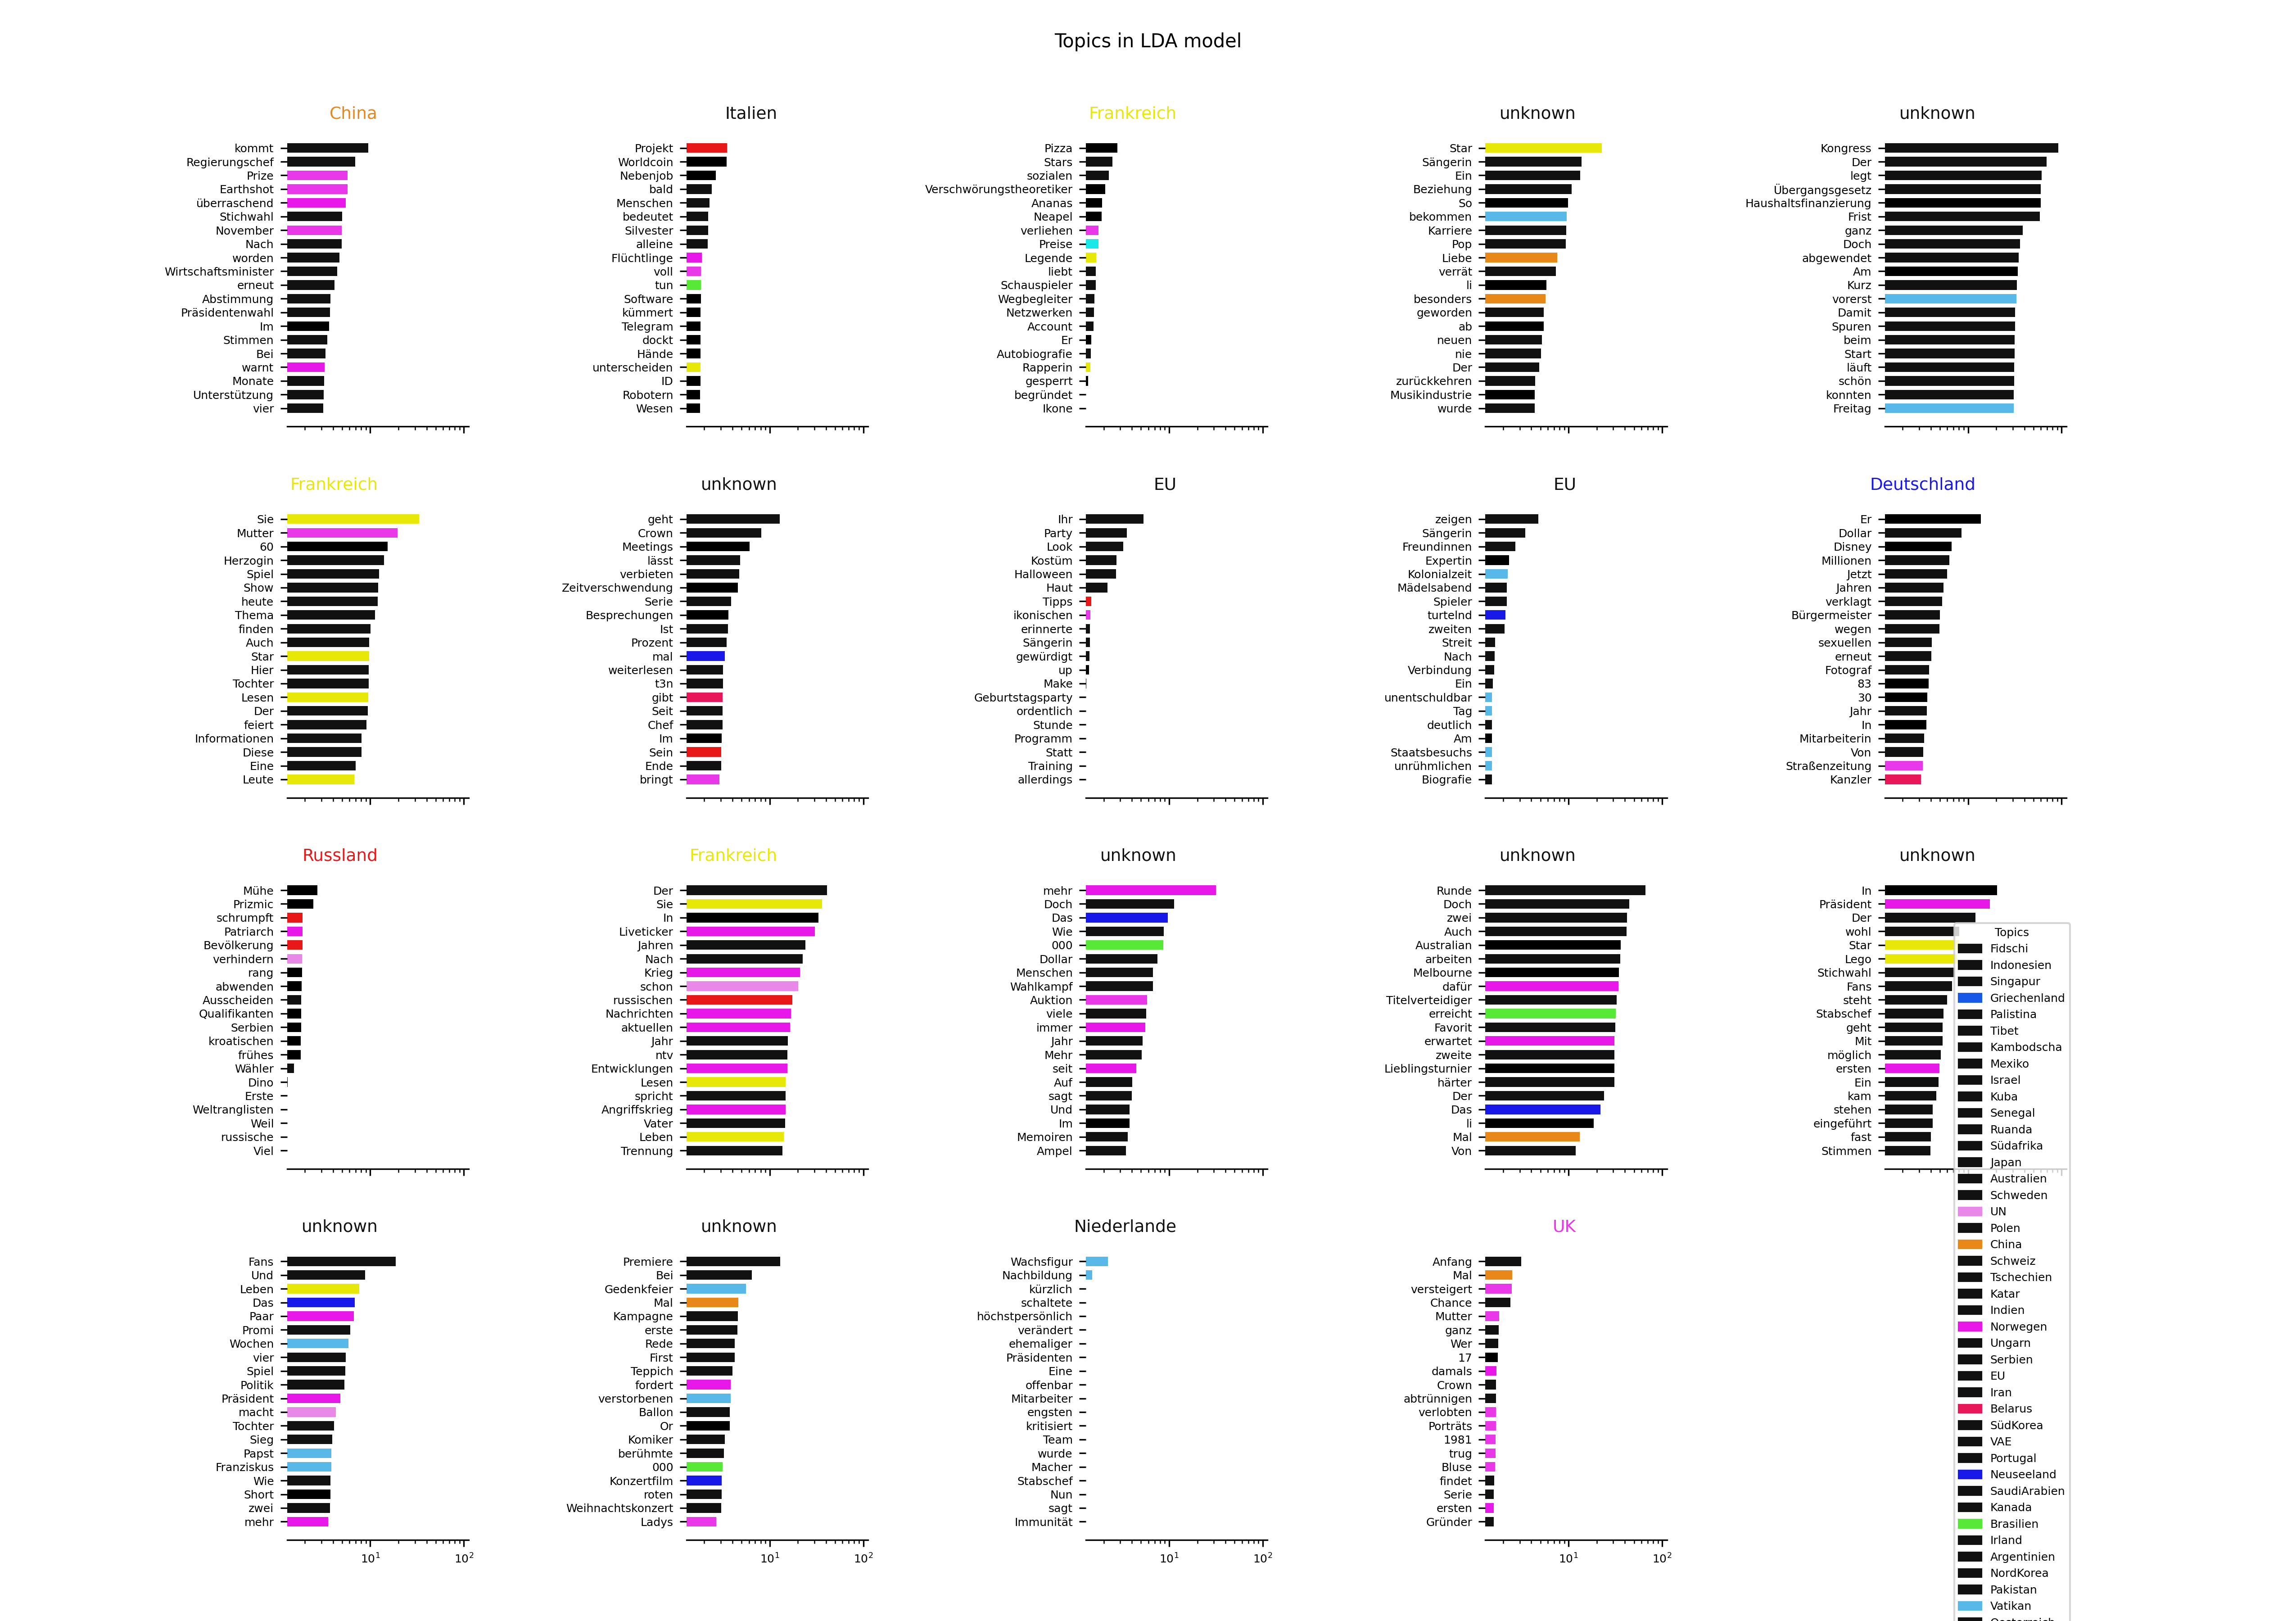 Topics in LDA model
China
kommt
Regierungschef
Prize
Earthshot
überraschend
Stichwahl
November
Nach
worden
Wirtschaftsminister
erneut
Abstimmung
Präsidentenwahl
Im
Stimmen
Bei
warnt
Monate
Unterstützung
vier
Italien
Projekt
Worldcoin
Nebenjob
bald
Menschen
bedeutet
Silvester
alleine
Flüchtlinge
voll
tun
Software
kümmert
Telegram
dockt
Hände
unterscheiden
ID
Robotern
Wesen
Frankreich
Pizza
Stars
sozialen
Verschwörungstheoretiker
Ananas
Neapel
verliehen
Preise
Legende
liebt
Schauspieler
Wegbegleiter
Netzwerken
Account
Er
Autobiografie
Rapperin
gesperrt
begründet
Ikone
unknown
Star
Sängerin
Ein
Beziehung
So
bekommen
Karriere
Pop
Liebe
verrät
li
besonders
geworden
ab
neuen
nie
Der
zurückkehren
Musikindustrie
wurde
unknown
Kongress
Der
legt
Übergangsgesetz
Haushaltsfinanzierung
Frist
ganz
Doch
abgewendet
Am
Kurz
vorerst
Damit
Spuren
beim
Start
läuft
schön
konnten
Freitag
Frankreich
Sie
Mutter
60
Herzogin
Spiel
Show
heute
Thema
finden
Auch
Star
Hier
Tochter
Lesen
Der
feiert
Informationen
Diese
Eine
Leute
unknown
geht
Crown
Meetings
lässt
verbieten
Zeitverschwendung
Serie
Besprechungen
Ist
Prozent
mal
weiterlesen
t3n
gibt
Seit
Chef
Im
Sein
Ende
bringt
EU
Ihr
Party
Look
Kostüm
Halloween
Haut
Tipps
ikonischen
erinnerte
Sängerin
gewürdigt
up
Make
Geburtstagsparty
ordentlich
Stunde
Programm
Statt
Training
allerdings
EU
zeigen
Sängerin
Freundinnen
Expertin
Kolonialzeit
Mädelsabend
Spieler
turtelnd
zweiten
Streit
Nach
Verbindung
Ein
unentschuldbar
Tag
deutlich
Am
Staatsbesuchs
unrühmlichen
Biografie
Deutschland
Er
Dollar
Disney
Millionen
Jetzt
Jahren
verklagt
Bürgermeister
wegen
sexuellen
erneut
Fotograf
83
30
Jahr
In
Mitarbeiterin
Von
Straßenzeitung
Kanzler
Russland
Mühe
Prizmic
schrumpft
Patriarch
Bevölkerung
verhindern
rang
abwenden
Ausscheiden
Qualifikanten
Serbien
kroatischen
frühes
Wähler
Dino
Erste
Weltranglisten
Weil
russische
Viel
Frankreich
Der
Sie
In
Liveticker
Jahren
Nach
Krieg
schon
russischen
Nachrichten
aktuellen
Jahr
ntv
Entwicklungen
Lesen
spricht
Angriffskrieg
Vater
Leben
Trennung
unknown
mehr
Doch
Das
Wie
000
Dollar
Menschen
Wahlkampf
Auktion
viele
immer
Jahr
Mehr
seit
Auf
sagt
Und
Im
Memoiren
Ampel
unknown
Runde
Doch
zwei
Auch
Australian
arbeiten
Melbourne
dafür
Titelverteidiger
erreicht
Favorit
erwartet
zweite
Lieblingsturnier
härter
Der
Das
li
Mal
Von
unknown
In
Präsident
Der
wohl
Star
Lego
Stichwahl
Fans
steht
Stabschef
geht
Mit
möglich
ersten
Ein
kam
stehen
eingeführt
fast
Stimmen
unknown
Fans
Und
Leben
Das
Paar
Promi
Wochen
vier
Spiel
Politik
Präsident
macht
Tochter
Sieg
Papst
Franziskus
Wie
Short
zwei
mehr
10¹ 10²
unknown
Premiere
Bei
Gedenkfeier
Mal
Kampagne
erste
Rede
First
Teppich
fordert
verstorbenen
Ballon
Or
Komiker
berühmte
000
Konzertfilm
roten
Weihnachtskonzert
Ladys
10¹ 10²
Niederlande
Wachsfigur
Nachbildung
kürzlich
schaltete
höchstpersönlich
verändert
ehemaliger
Präsidenten
Eine
offenbar
Mitarbeiter
engsten
kritisiert
Team
wurde
Macher
Stabschef
Nun
sagt
Immunität
10¹ 10²
UK
Anfang
Mal
versteigert
Chance
Mutter
ganz
Wer
17
damals
Crown
abtrünnigen
verlobten
Porträts
1981
trug
Bluse
findet
Serie
ersten
Gründer
10¹ 10²
Topics
Fidschi
Indonesien
Singapur
Griechenland
Palistina
Tibet
Kambodscha
Mexiko
Israel
Kuba
Senegal
Ruanda
Südafrika
Japan
Australien
Schweden
UN
Polen
China
Schweiz
Tschechien
Katar
Indien
Norwegen
Ungarn
Serbien
EU
Iran
Belarus
SüdKorea
VAE
Portugal
Neuseeland
SaudiArabien
Kanada
Brasilien
Irland
Argentinien
NordKorea
Pakistan
Vatikan